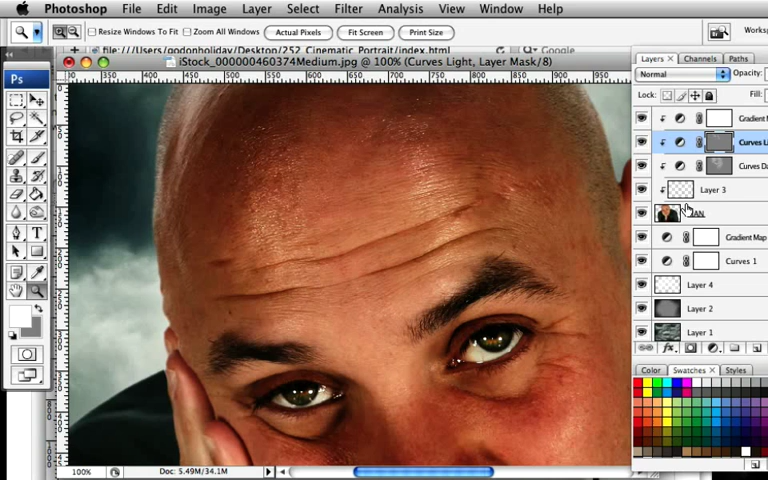 Photoshop File Edit Image Layer Select Filter Analysis View Window Help
Resize Windows To Fit Zoom All Windows Actual Pixels Fit Screen Print Size
file:///Users/gordonholiday/Desktop/252_Cinematic_Portrait/index.html
Google
Works
iStock_000000460374Medium.jpg @ 100% (Curves Light, Layer Mask/8)
Ps
Layers x Channels Paths
Normal Opacity:
Lock: Fill:
Gradient M
Curves Li
Curves Da
Layer 3
Gradient Map
Curves 1
Layer 4
Layer 2
Layer 1
Color Swatches x Styles
100% Doc: 5.49M/34.1M